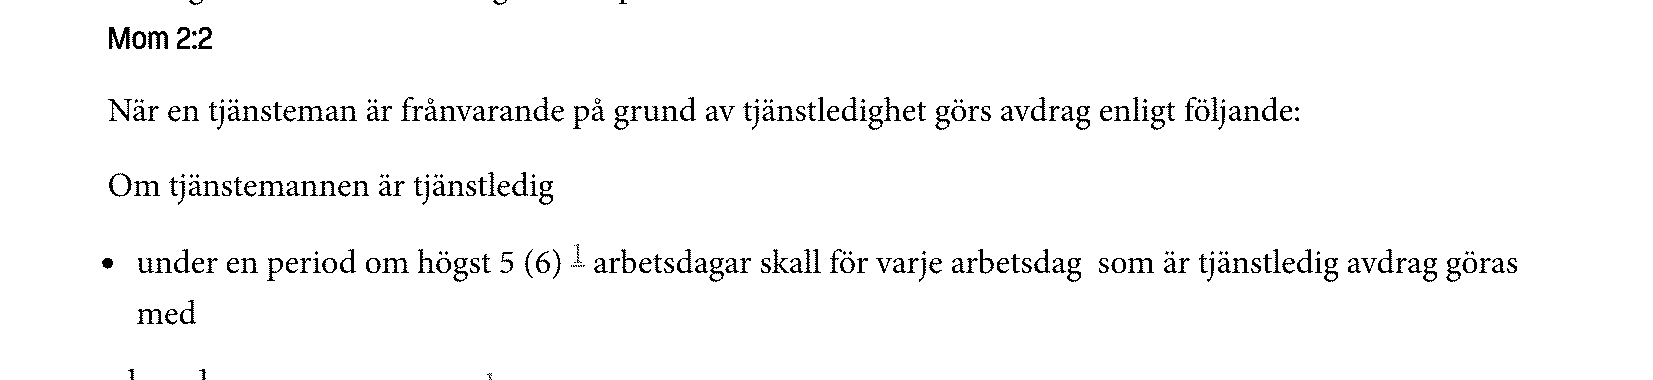 Mom 2:2
När en tjänsteman är frånvarande på grund av tjänstledighet görs avdrag enligt följande:
Om tjänstemannen är tjänstledig
• under en period om högst 5 (6) 1 arbetsdagar skall för varje arbetsdag  som är tjänstledig avdrag göras
med